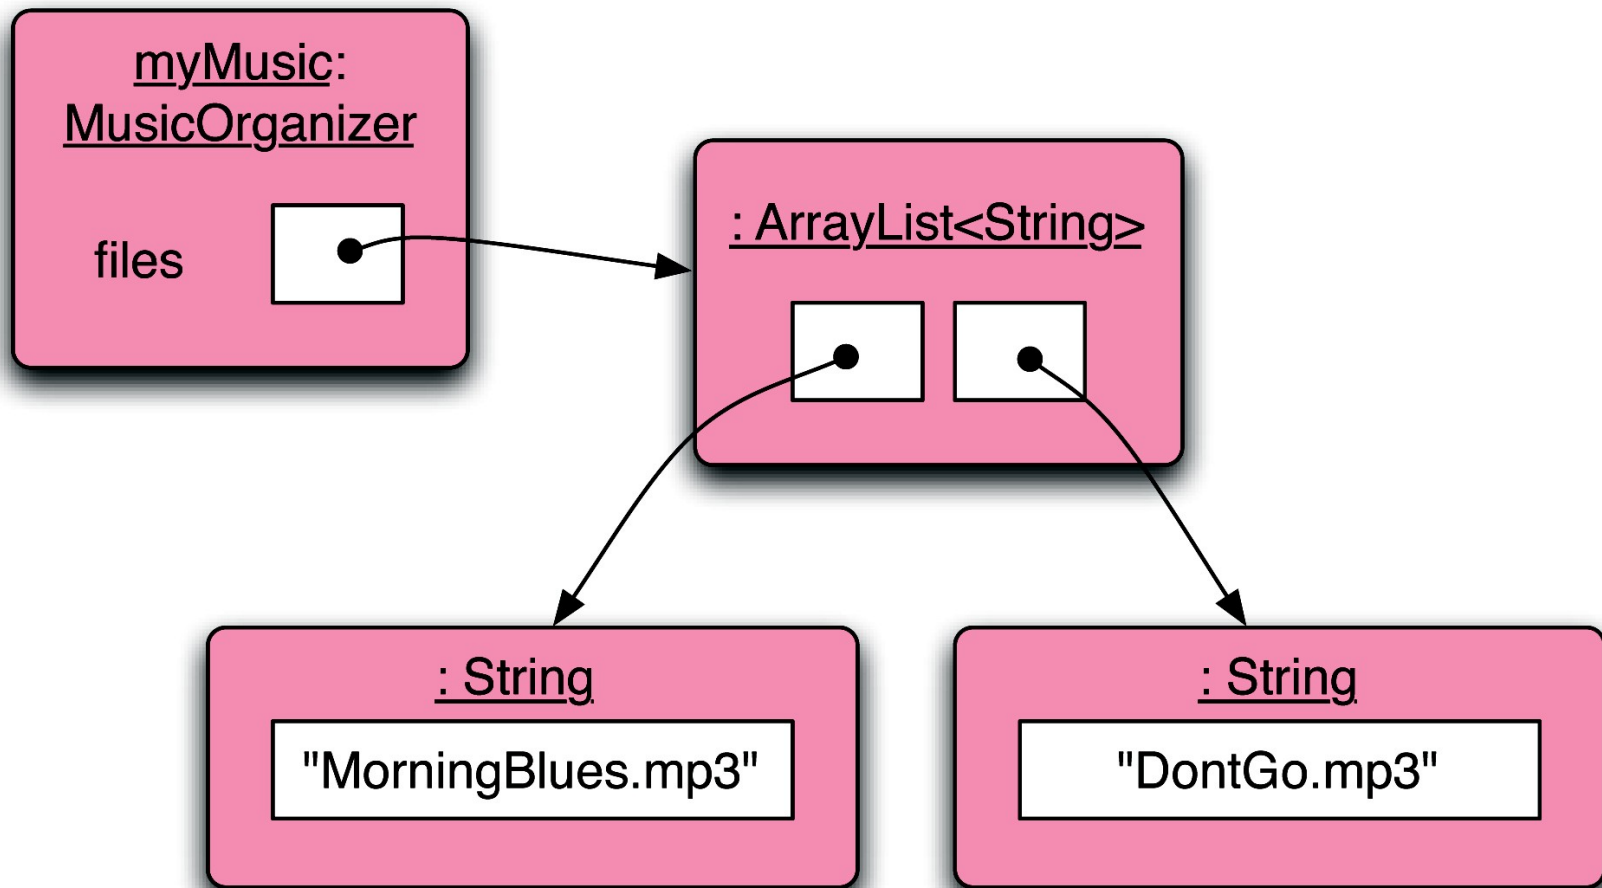 myMusic:
MusicOrganizer
files
: ArrayList<String>
: String
"MorningBlues.mp3"
: String
"DontGo.mp3"